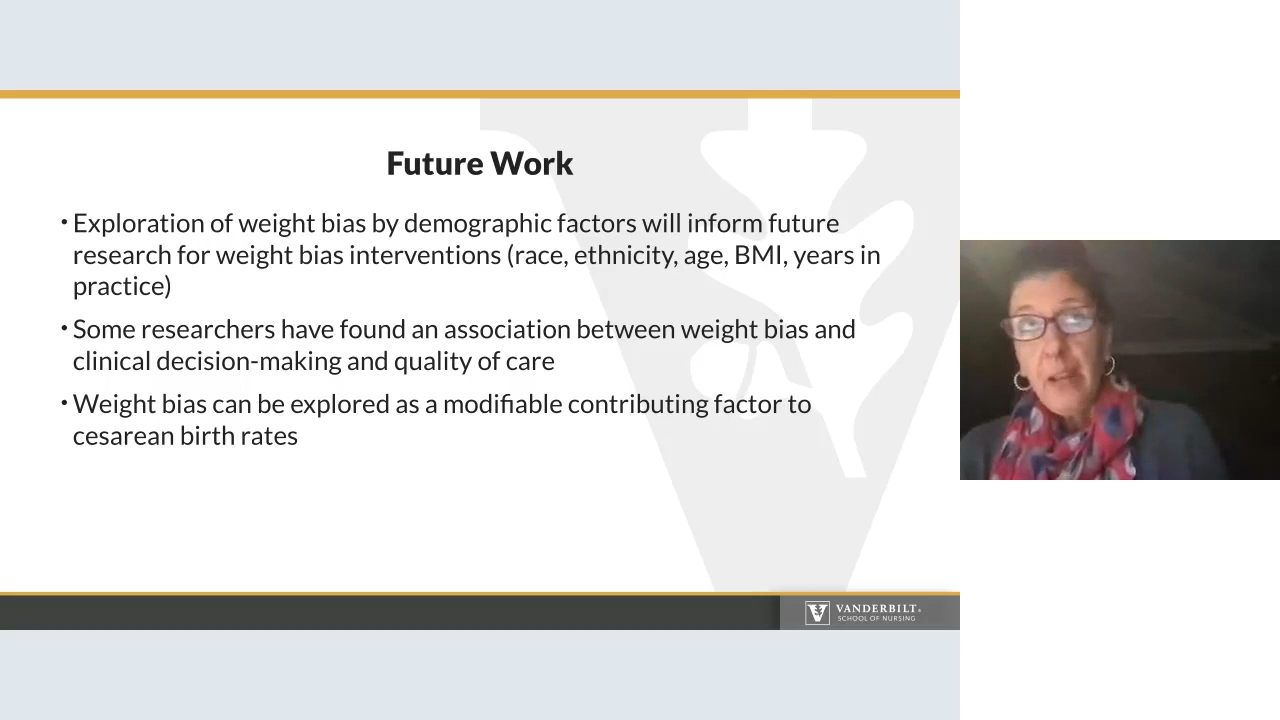 Future Work
• Exploration of weight bias by demographic factors will inform future
research for weight bias interventions (race, ethnicity, age, BMI, years in
practice)
• Some researchers have found an association between weight bias and
clinical decision-making and quality of care
• Weight bias can be explored as a modifiable contributing factor to
cesarean birth rates
VANDERBILT®
SCHOOL OF NURSING